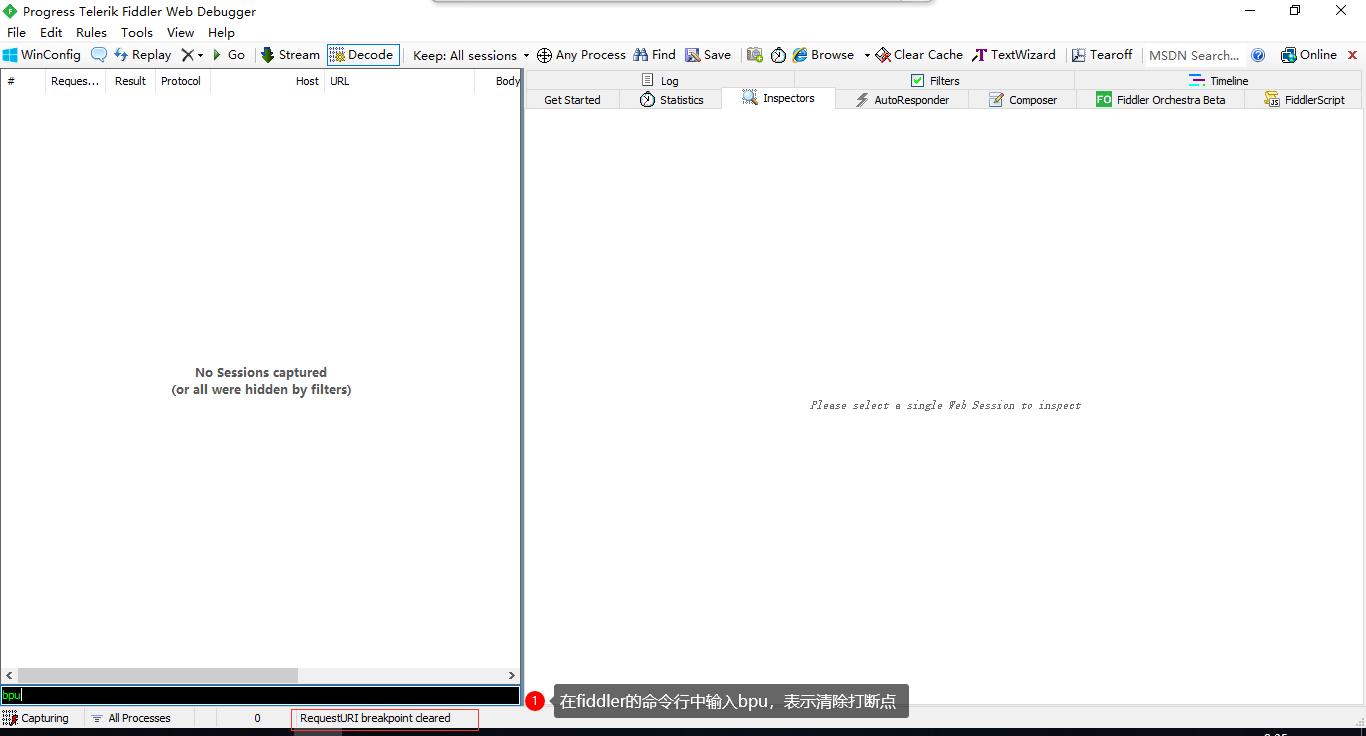 Progress Telerik Fiddler Web Debugger
File Edit Rules Tools View Help
WinConfig Replay Go Stream Decode Keep: All sessions Any Process Find Save Browse Clear Cache TextWizard Tearoff MSDN Search... Online
# Reques... Result Protocol Host URL Body
Log Filters Timeline
Get Started Statistics Inspectors AutoResponder Composer FO Fiddler Orchestra Beta FiddlerScript
No Sessions captured
(or all were hidden by filters)
Please select a single Web Session to inspect
bpu
1 在fiddler的命令行中输入bpu，表示清除打断点
Capturing All Processes 0 RequestURI breakpoint cleared